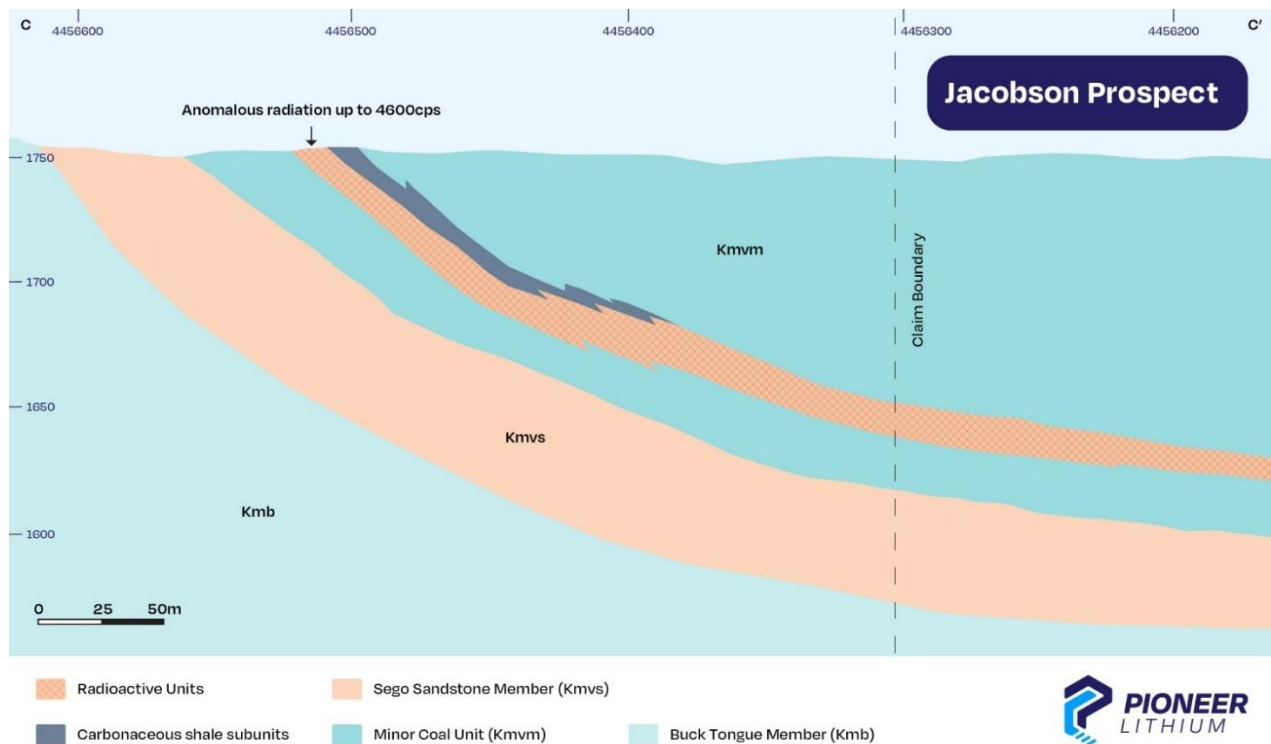 C
4456600
4456500
4456400
4456300
4456200
C'
Jacobson Prospect
Anomalous radiation up to 4600cps
1750
1700
1650
1600
Kmvm
Claim Boundary
Kmvs
Kmb
0 25 50m
Radioactive Units
Sego Sandstone Member (Kmvs)
Carbonaceous shale subunits
Minor Coal Unit (Kmvm)
Buck Tongue Member (Kmb)
PIONEER
LITHIUM